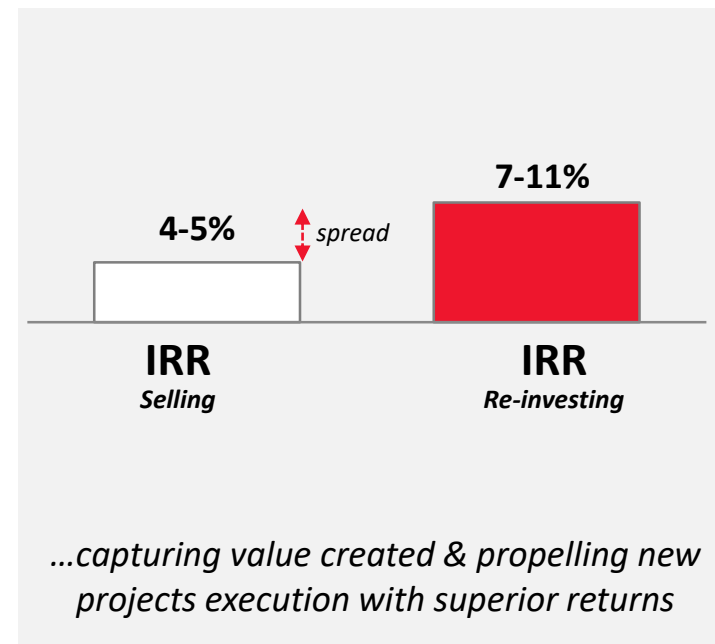 7-11%
4-5%
spread
IRR
Selling
IRR
Re-investing
...capturing value created & propelling new
projects execution with superior returns